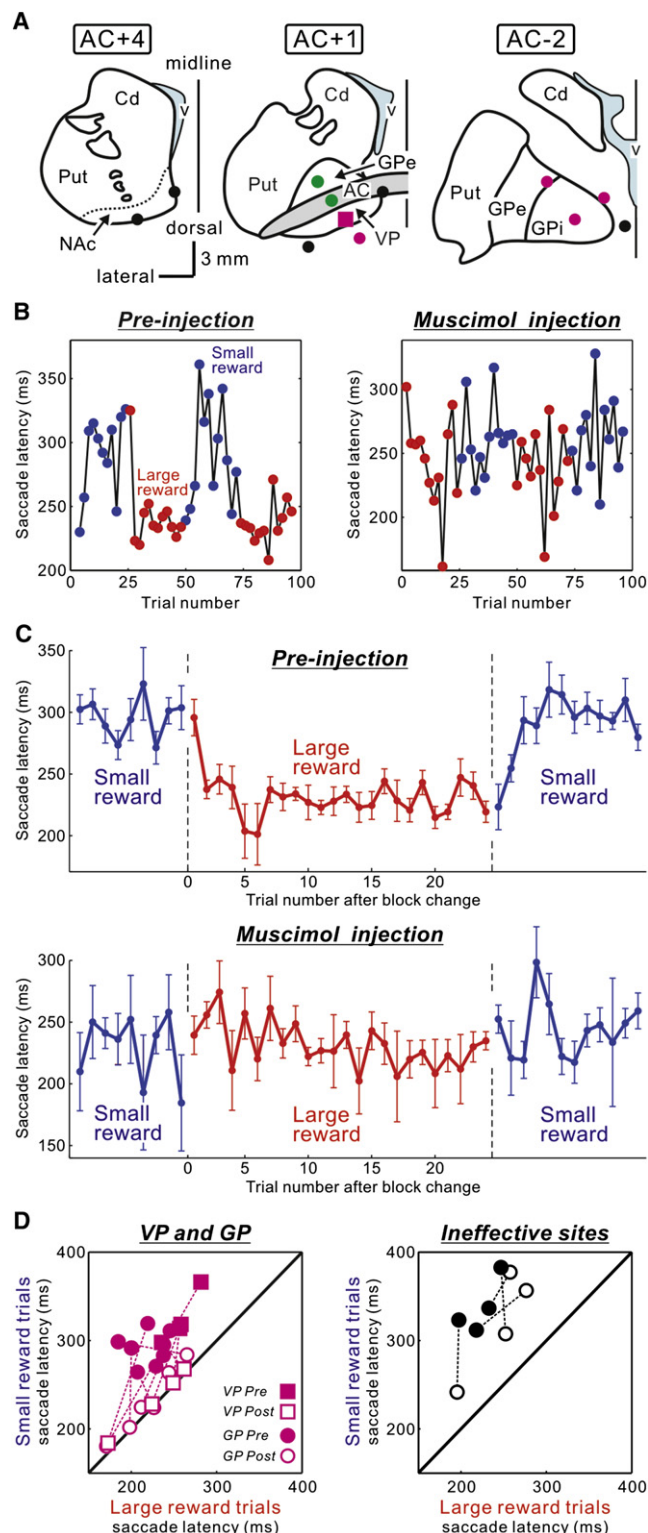 A
AC+4
AC+1
AC-2
midline
Cd
v
Put
NAc
lateral
dorsal
3 mm
Cd
v
GPe
Put
AC
VP
Cd
v
Put
GPe
GPi
B
Pre-injection
Muscimol injection
Saccade latency (ms)
350
300
250
200
Small
reward
Large
reward
0 25 50 75 100
Trial number
Saccade latency (ms)
300
250
200
0 25 50 75 100
Trial number
C
Pre-injection
Saccade latency (ms)
350
300
250
200
Small
reward
Large
reward
Small
reward
0 5 10 15 20
Trial number after block change
Muscimol injection
Saccade latency (ms)
300
250
200
150
Small
reward
Large
reward
Small
reward
0 5 10 15 20
Trial number after block change
D
VP and GP
Ineffective sites
Small reward trials
saccade latency (ms)
400
300
200
VP Pre
VP Post
GP Pre
GP Post
200 300 400
Large reward trials
saccade latency (ms)
Small reward trials
saccade latency (ms)
400
300
200
200 300 400
Large reward trials
saccade latency (ms)